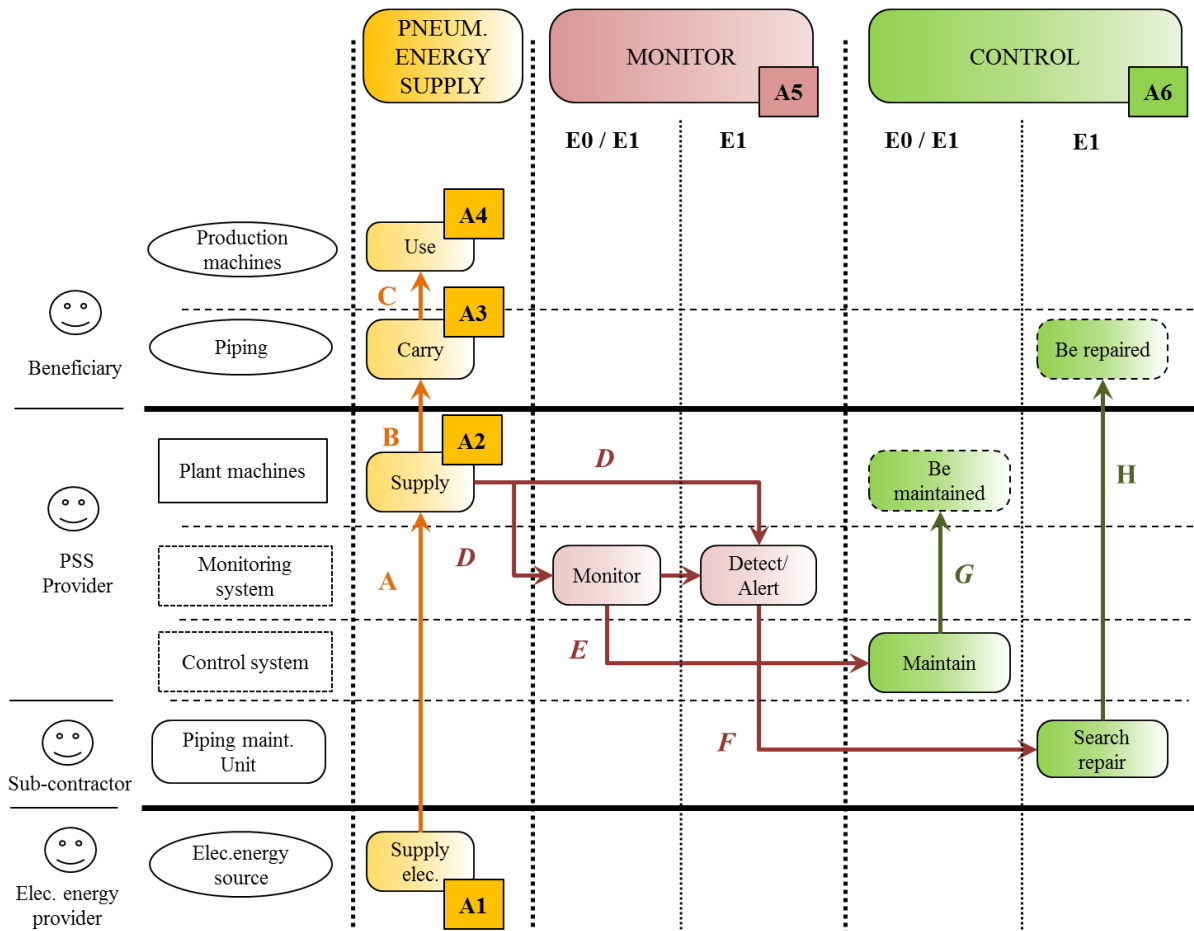 PNEUM.
ENERGY
SUPPLY
MONITOR
CONTROL
A5
A6
E0 / E1
E1
E0 / E1
E1
A4
Production
machines
Use
C
A3
Beneficiary
Piping
Carry
Be repaired
B
A2
D
Plant machines
Supply
Be
maintained
H
PSS
Provider
D
Monitoring
system
A
Monitor
Detect/
Alert
G
Control system
E
Maintain
Sub-contractor
Piping maint.
Unit
F
Search
repair
Elec. energy
provider
Elec.energy
source
Supply
elec.
A1